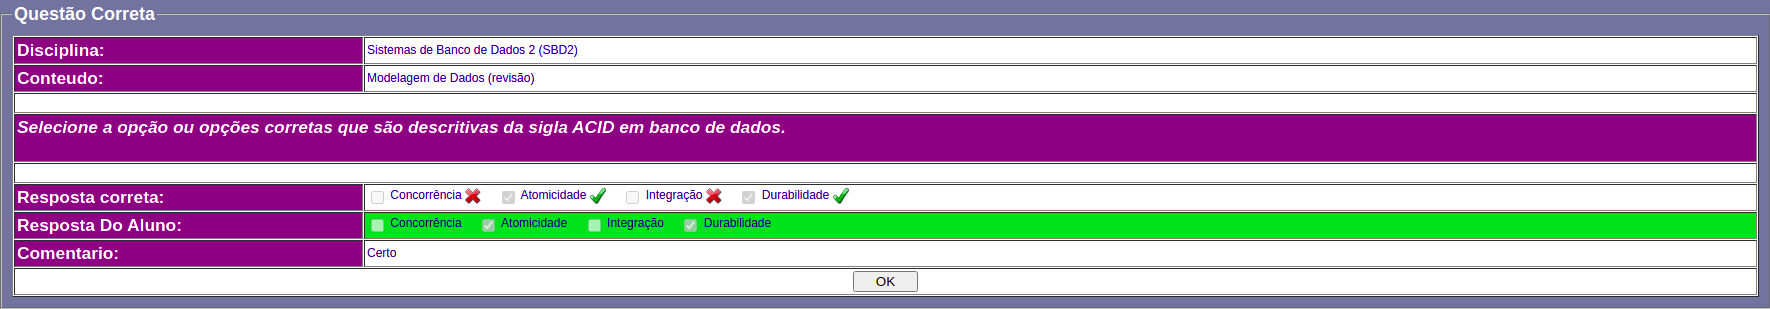 Questão Correta
Disciplina: Sistemas de Banco de Dados 2 (SBD2)
Conteudo: Modelagem de Dados (revisão)
Selecione a opção ou opções corretas que são descritivas da sigla ACID em banco de dados.
Resposta correta: Concorrência Atomicidade Integração Durabilidade
Resposta Do Aluno: Concorrência Atomicidade Integração Durabilidade
Comentario: Certo
OK